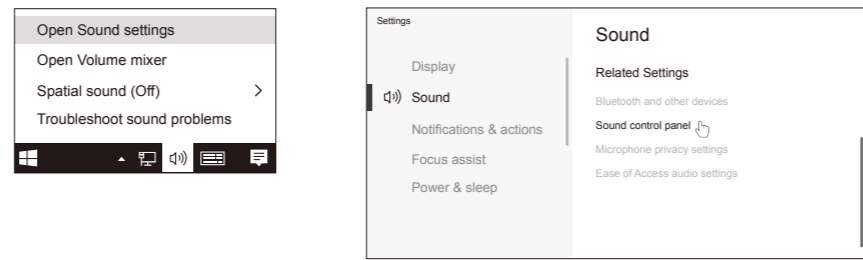 Open Sound settings
Open Volume mixer
Spatial sound (Off)
Troubleshoot sound problems
Settings
Display
Sound
Notifications & actions
Focus assist
Power & sleep
Sound
Related Settings
Bluetooth and other devices
Sound control panel
Microphone privacy settings
Ease of Access audio settings